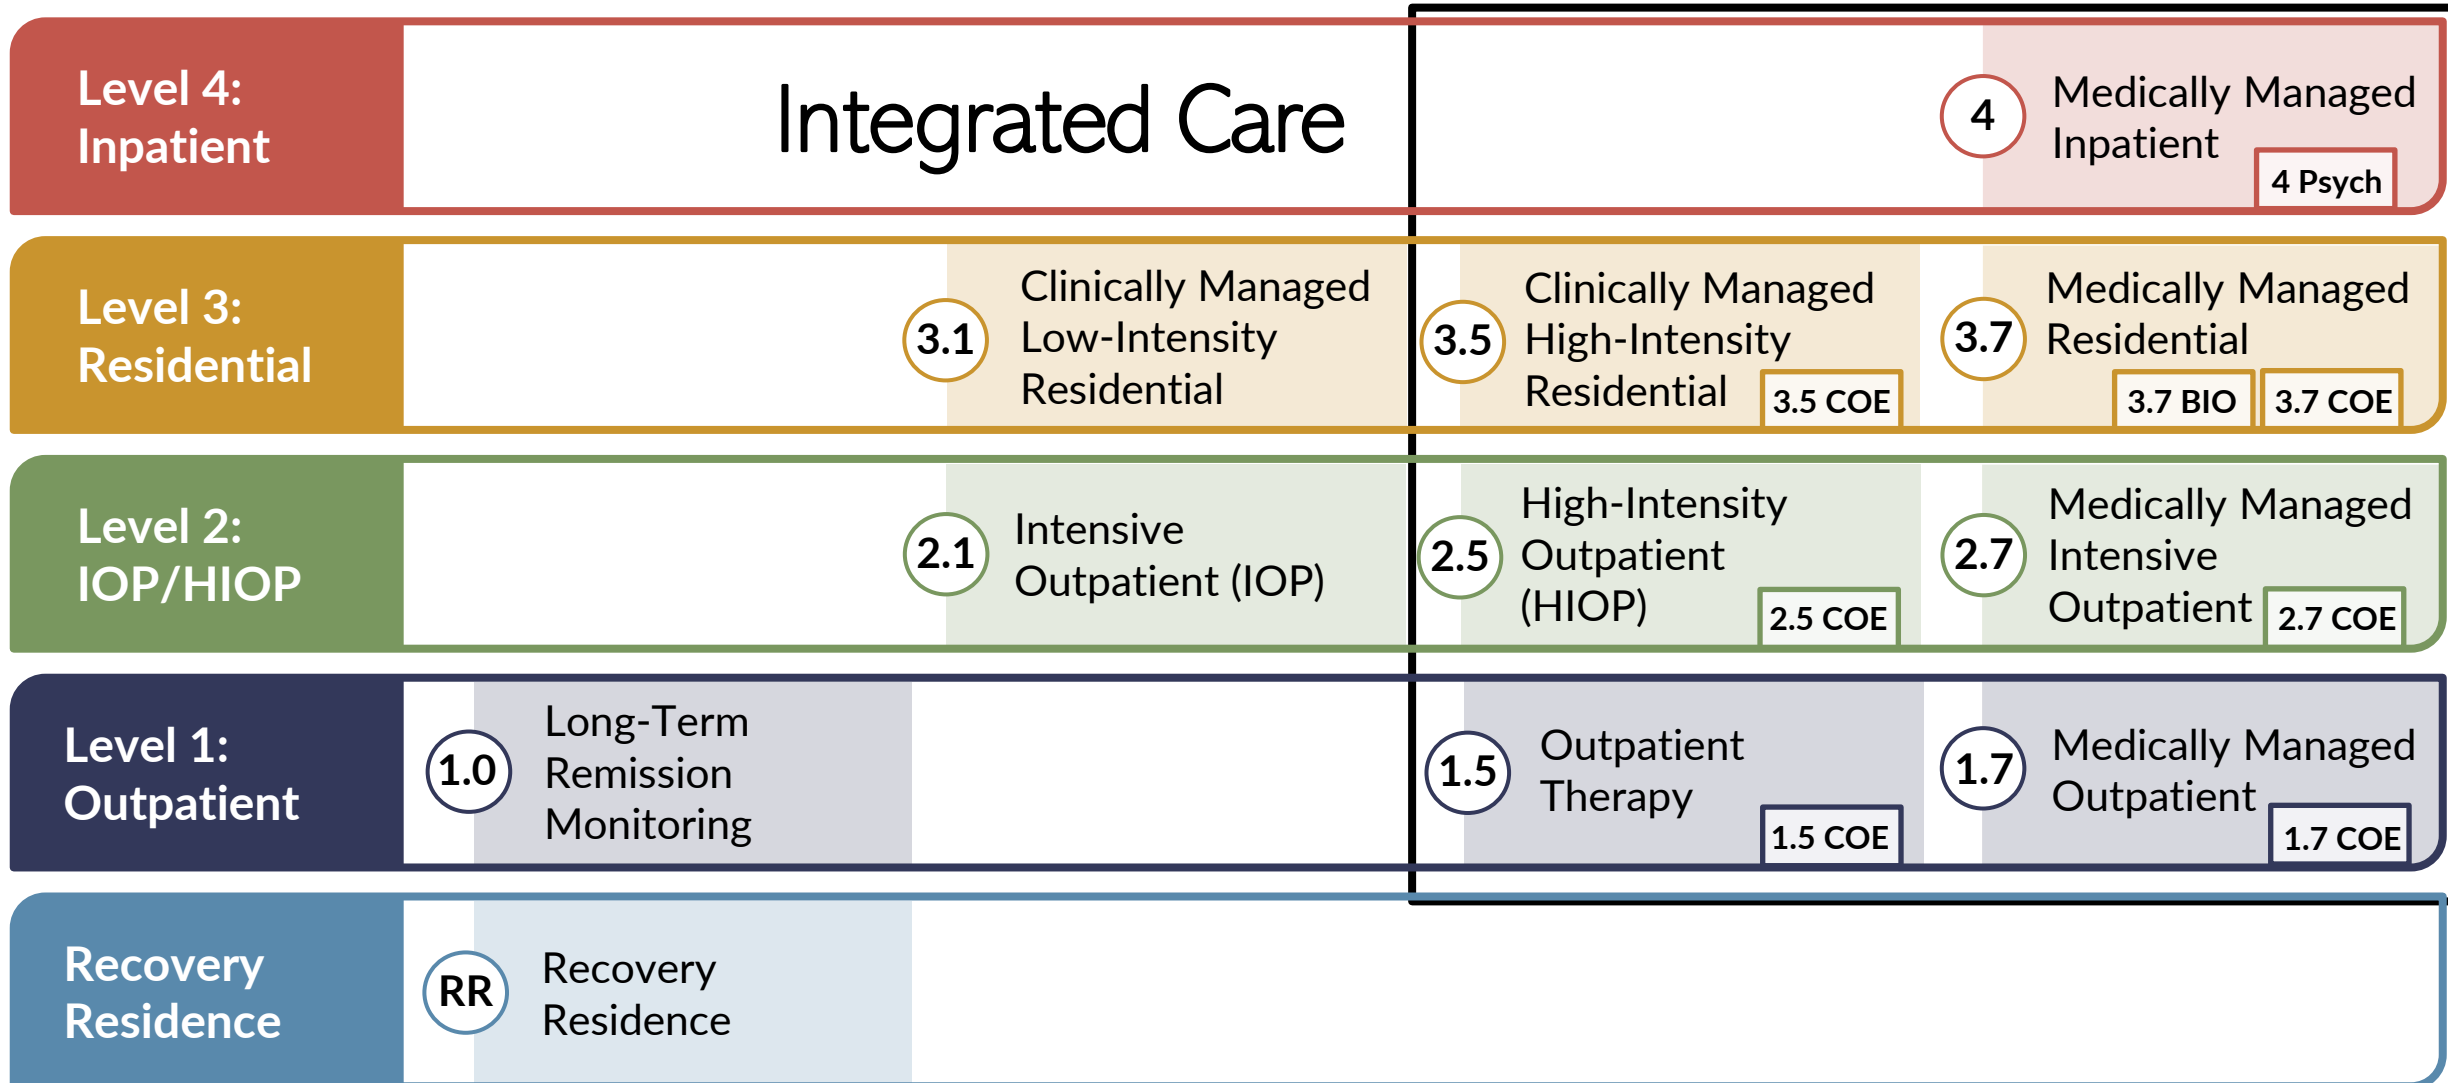 Level 4:
Inpatient
Integrated Care
4
Medically Managed
Inpatient
4 Psych
Level 3:
Residential
3.1
Clinically Managed
Low-Intensity
Residential
3.5
Clinically Managed
High-Intensity
Residential
3.5 COE
3.7
Medically Managed
Residential
3.7 BIO
3.7 COE
Level 2:
IOP/HIOP
2.1
Intensive
Outpatient (IOP)
2.5
High-Intensity
Outpatient
(HIOP)
2.5 COE
2.7
Medically Managed
Intensive
Outpatient
2.7 COE
Level 1:
Outpatient
1.0
Long-Term
Remission
Monitoring
1.5
Outpatient
Therapy
1.5 COE
1.7
Medically Managed
Outpatient
1.7 COE
Recovery
Residence
RR
Recovery
Residence